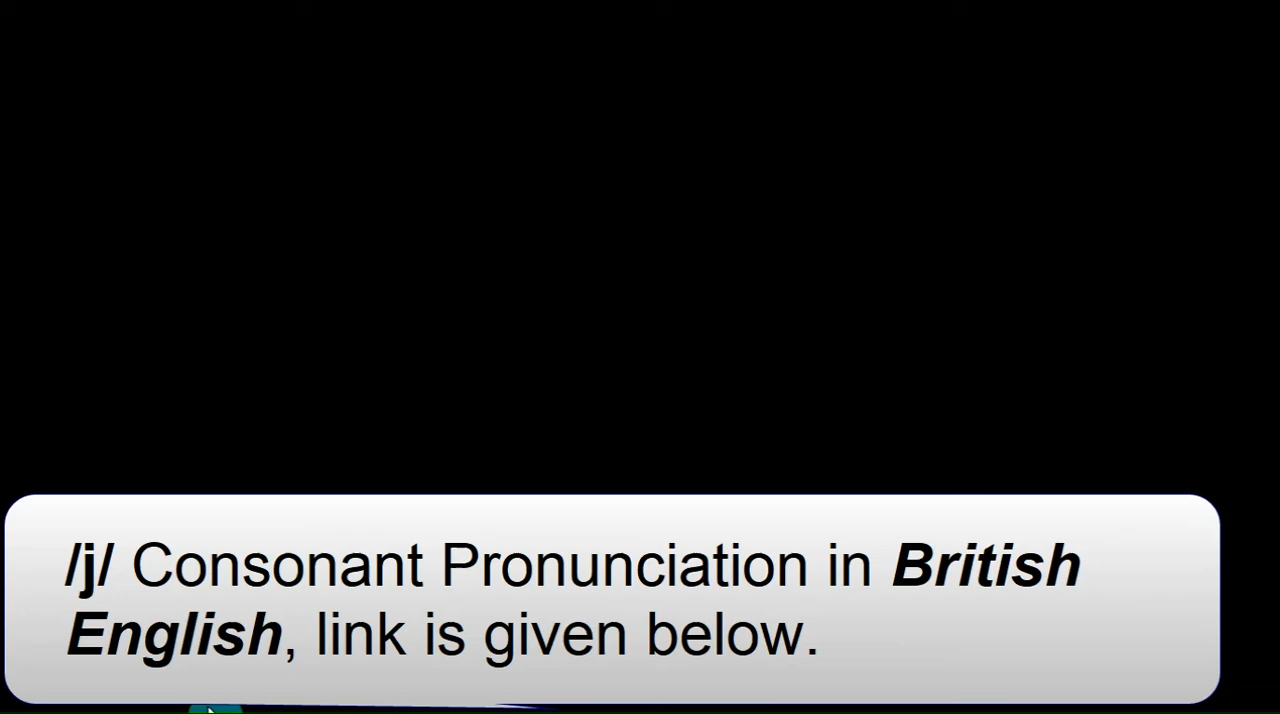 /j/ Consonant Pronunciation in British
English, link is given below.